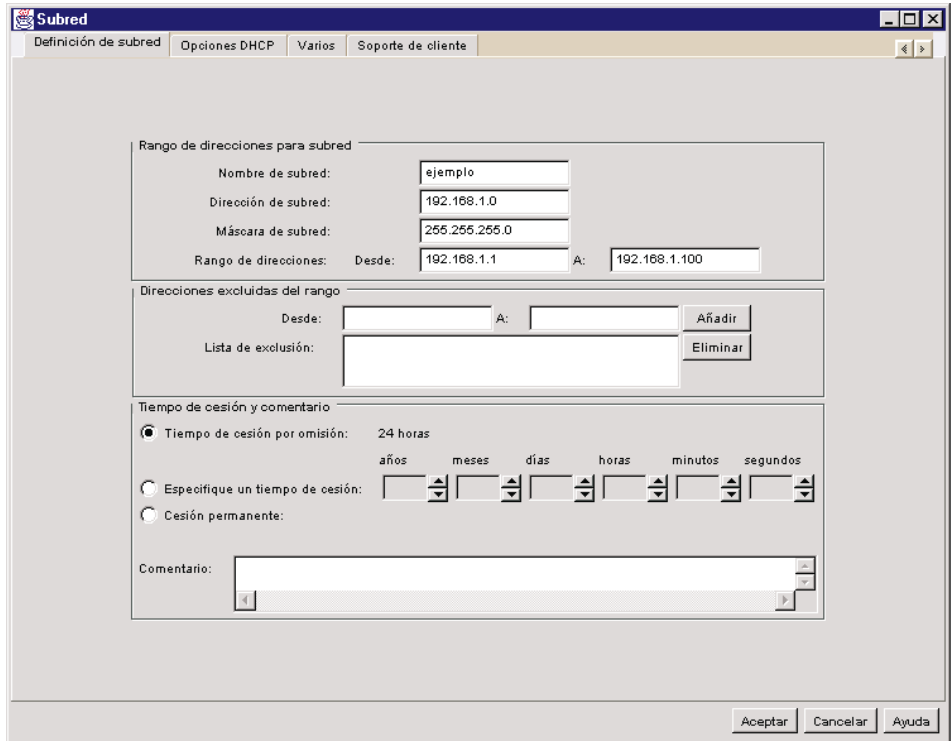 Subred
Definición de subred Opciones DHCP Varios Soporte de cliente
Rango de direcciones para subred
Nombre de subred: ejemplo
Dirección de subred: 192.168.1.0
Máscara de subred: 255.255.255.0
Rango de direcciones: Desde: 192.168.1.1 A: 192.168.1.100
Direcciones excluidas del rango
Desde: A: Añadir
Lista de exclusión: Eliminar
Tiempo de cesión y comentario
Tiempo de cesión por omisión: 24 horas
años meses días horas minutos segundos
Especifique un tiempo de cesión:
Cesión permanente:
Comentario:
Aceptar Cancelar Ayuda